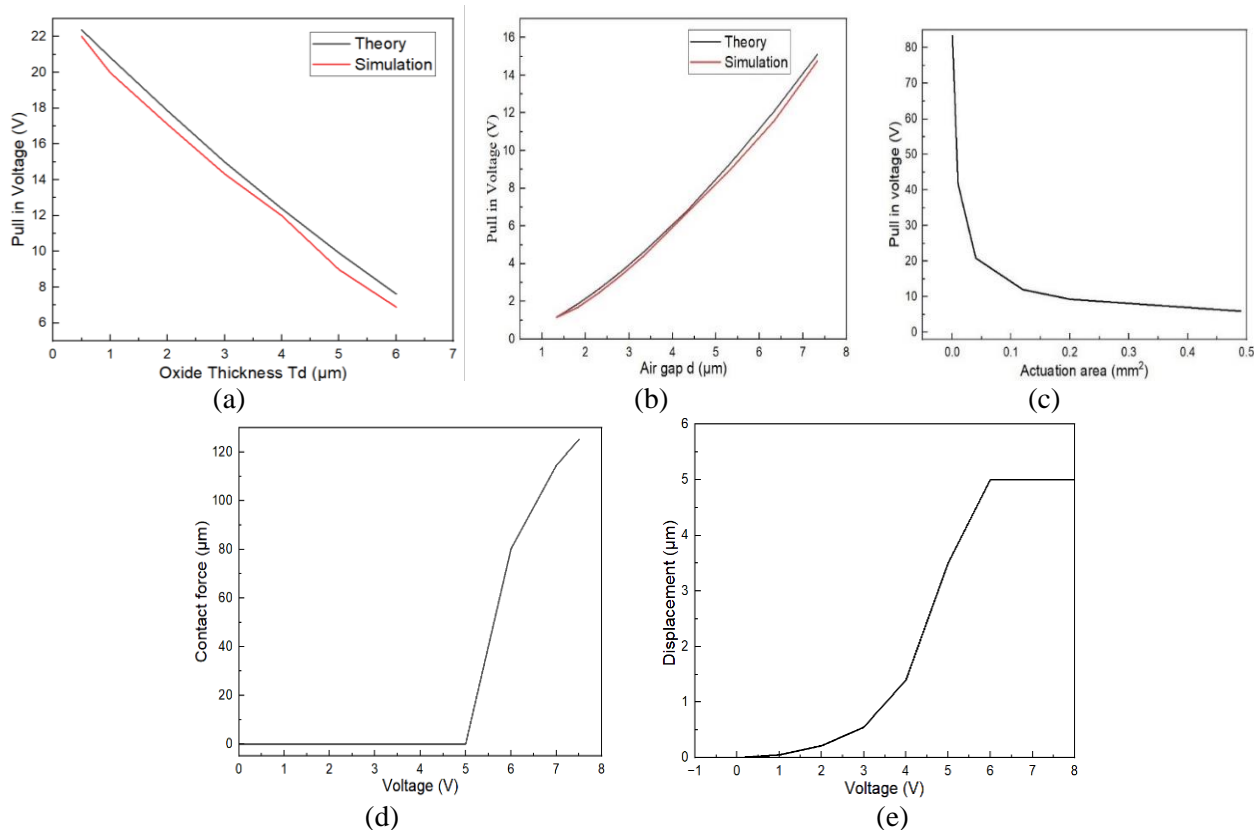 Theory
Simulation
22
20
18
16
14
12
10
8
6
0 1 2 3 4 5 6 7
Pull in Voltage (V)
Oxide Thickness Td (µm)
(a)
Theory
Simulation
16
14
12
10
8
6
4
2
0
1 2 3 4 5 6 7 8
Pull in Voltage (V)
Air gap d (µm)
(b)
80
70
60
50
40
30
20
10
0
0.0 0.1 0.2 0.3 0.4 0.5
Pull in voltage (V)
Actuation area (mm²)
(c)
120
100
80
60
40
20
0
0 1 2 3 4 5 6 7 8
Contact force (µm)
Voltage (V)
(d)
6
5
4
3
2
1
0
−1 0 1 2 3 4 5 6 7 8
Displacement (µm)
Voltage (V)
(e)